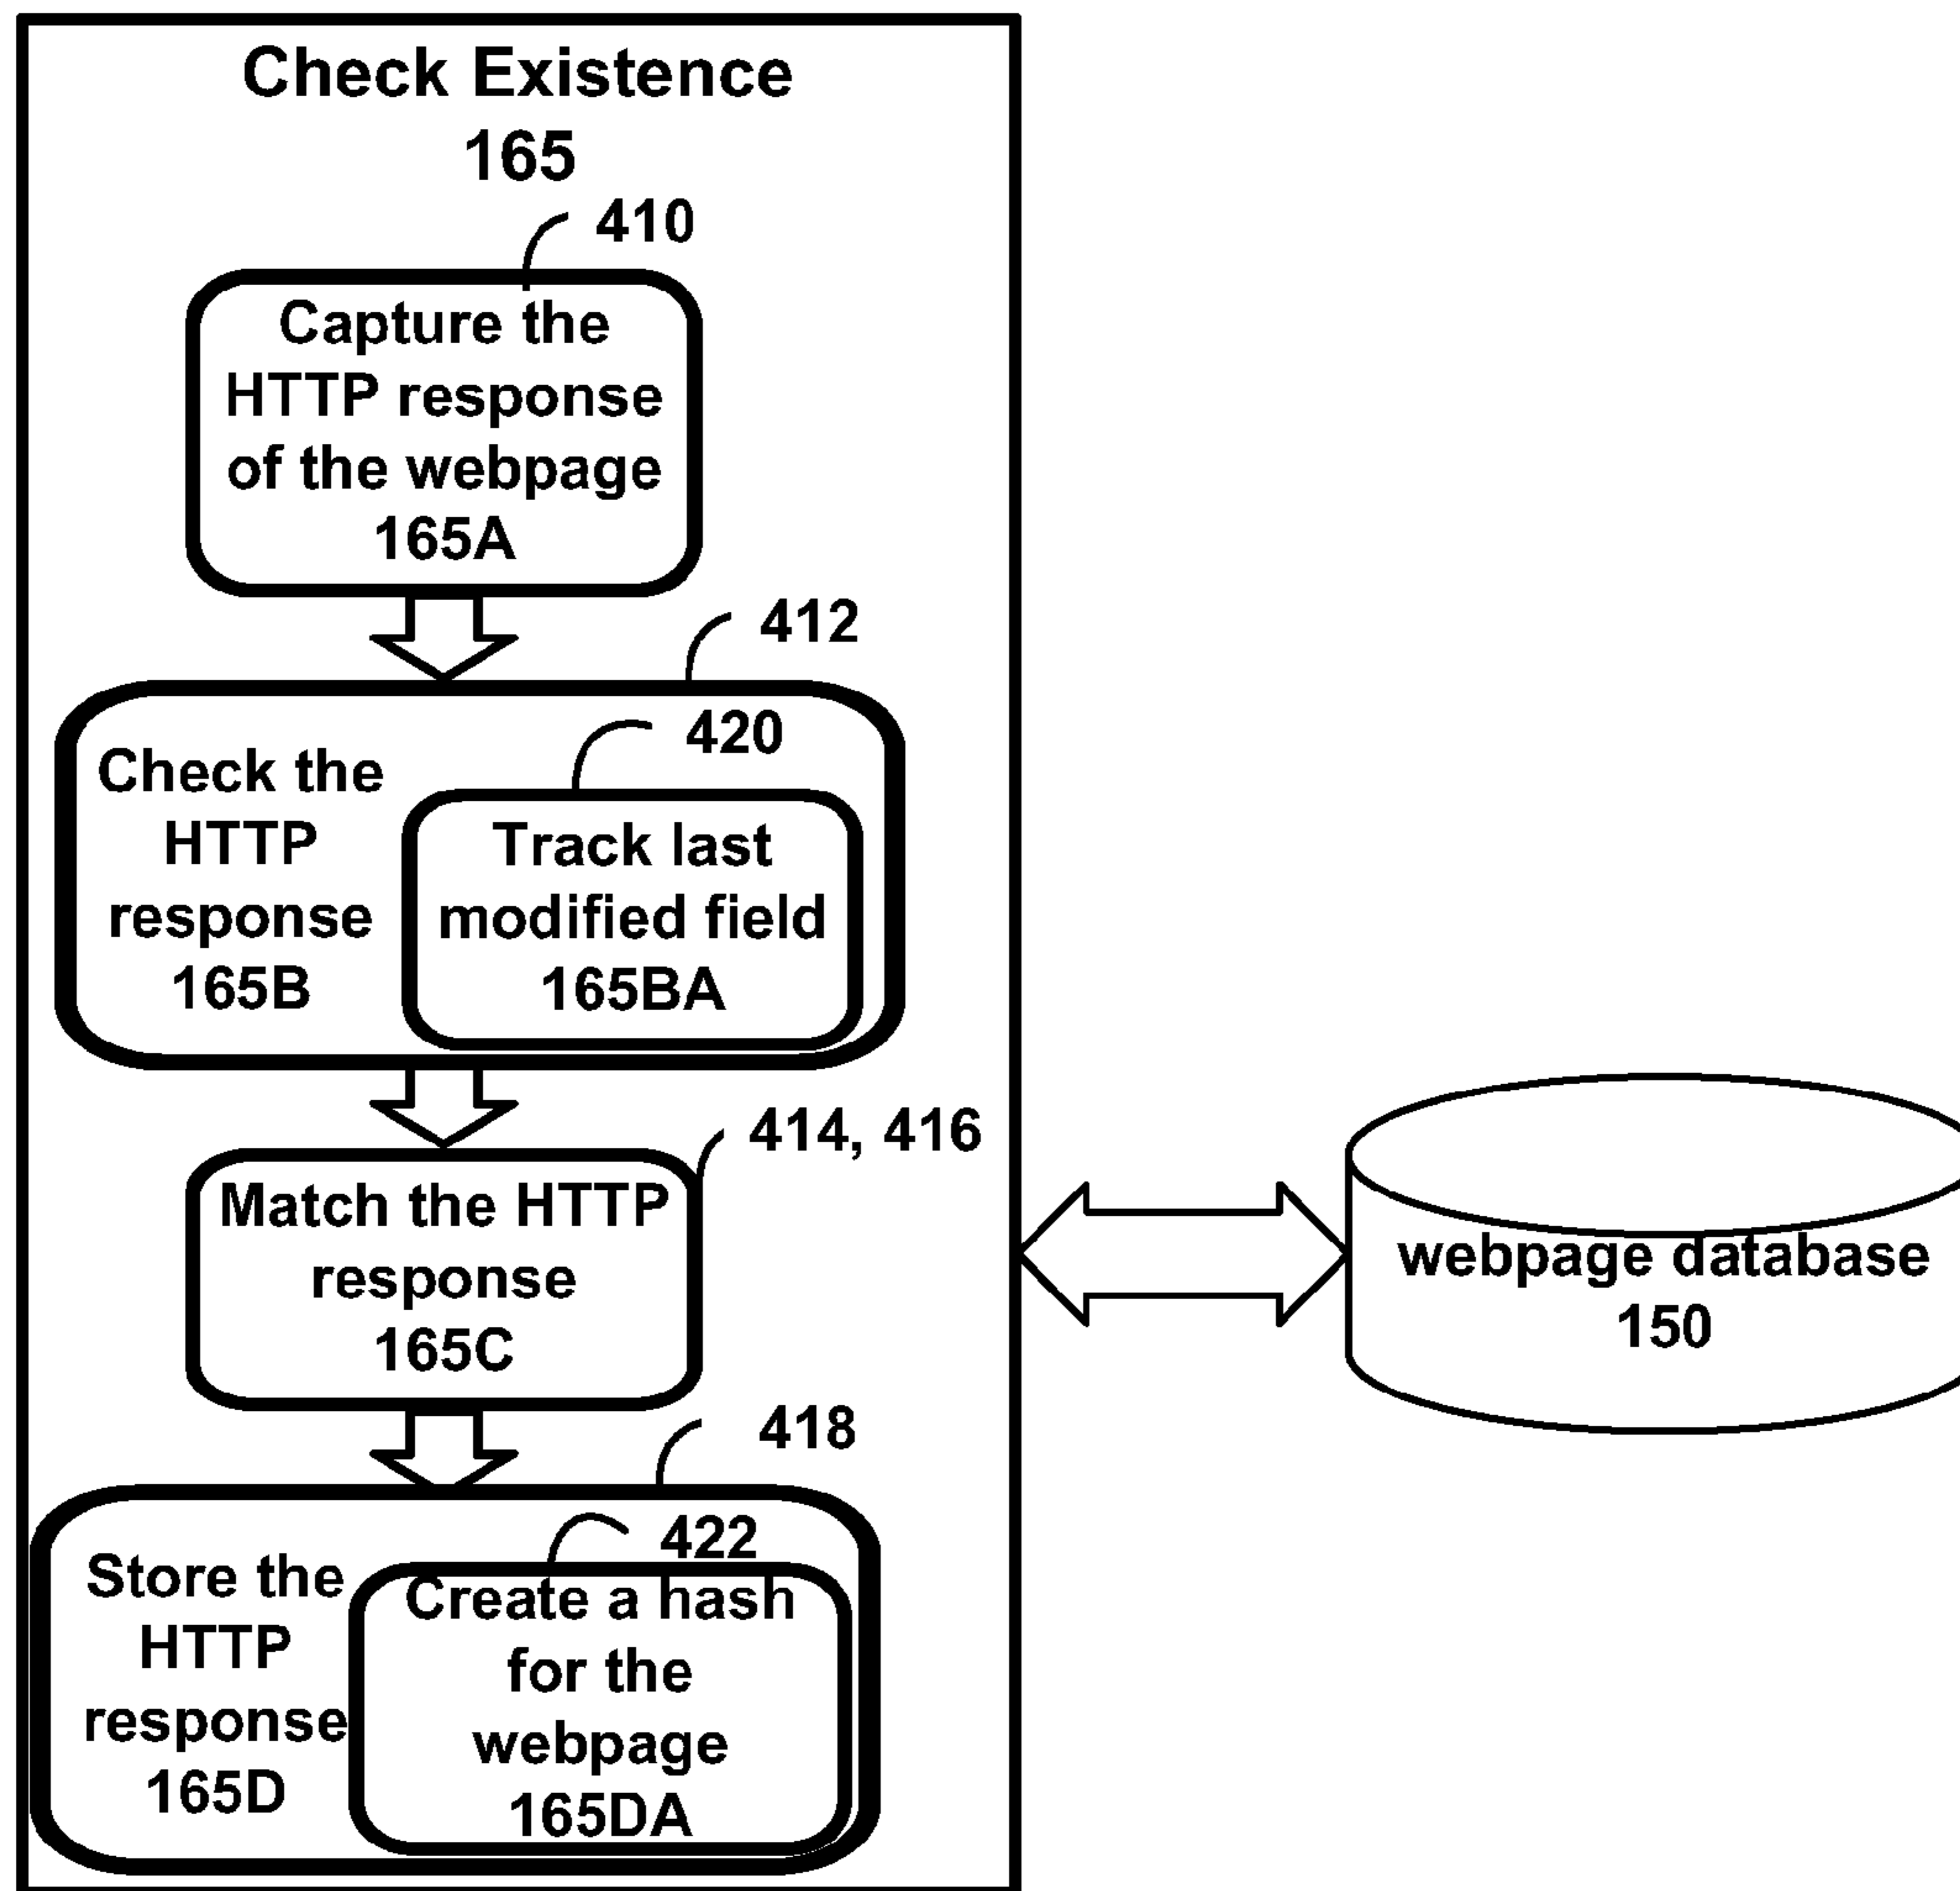 Check Existence
165
410
Capture the
HTTP response
of the webpage
165A
412
420
Check the
HTTP
response
165B
Track last
modified field
165BA
414, 416
Match the HTTP
response
165C
webpage database
150
418
422
Store the
HTTP
response
165D
Create a hash
for the
webpage
165DA